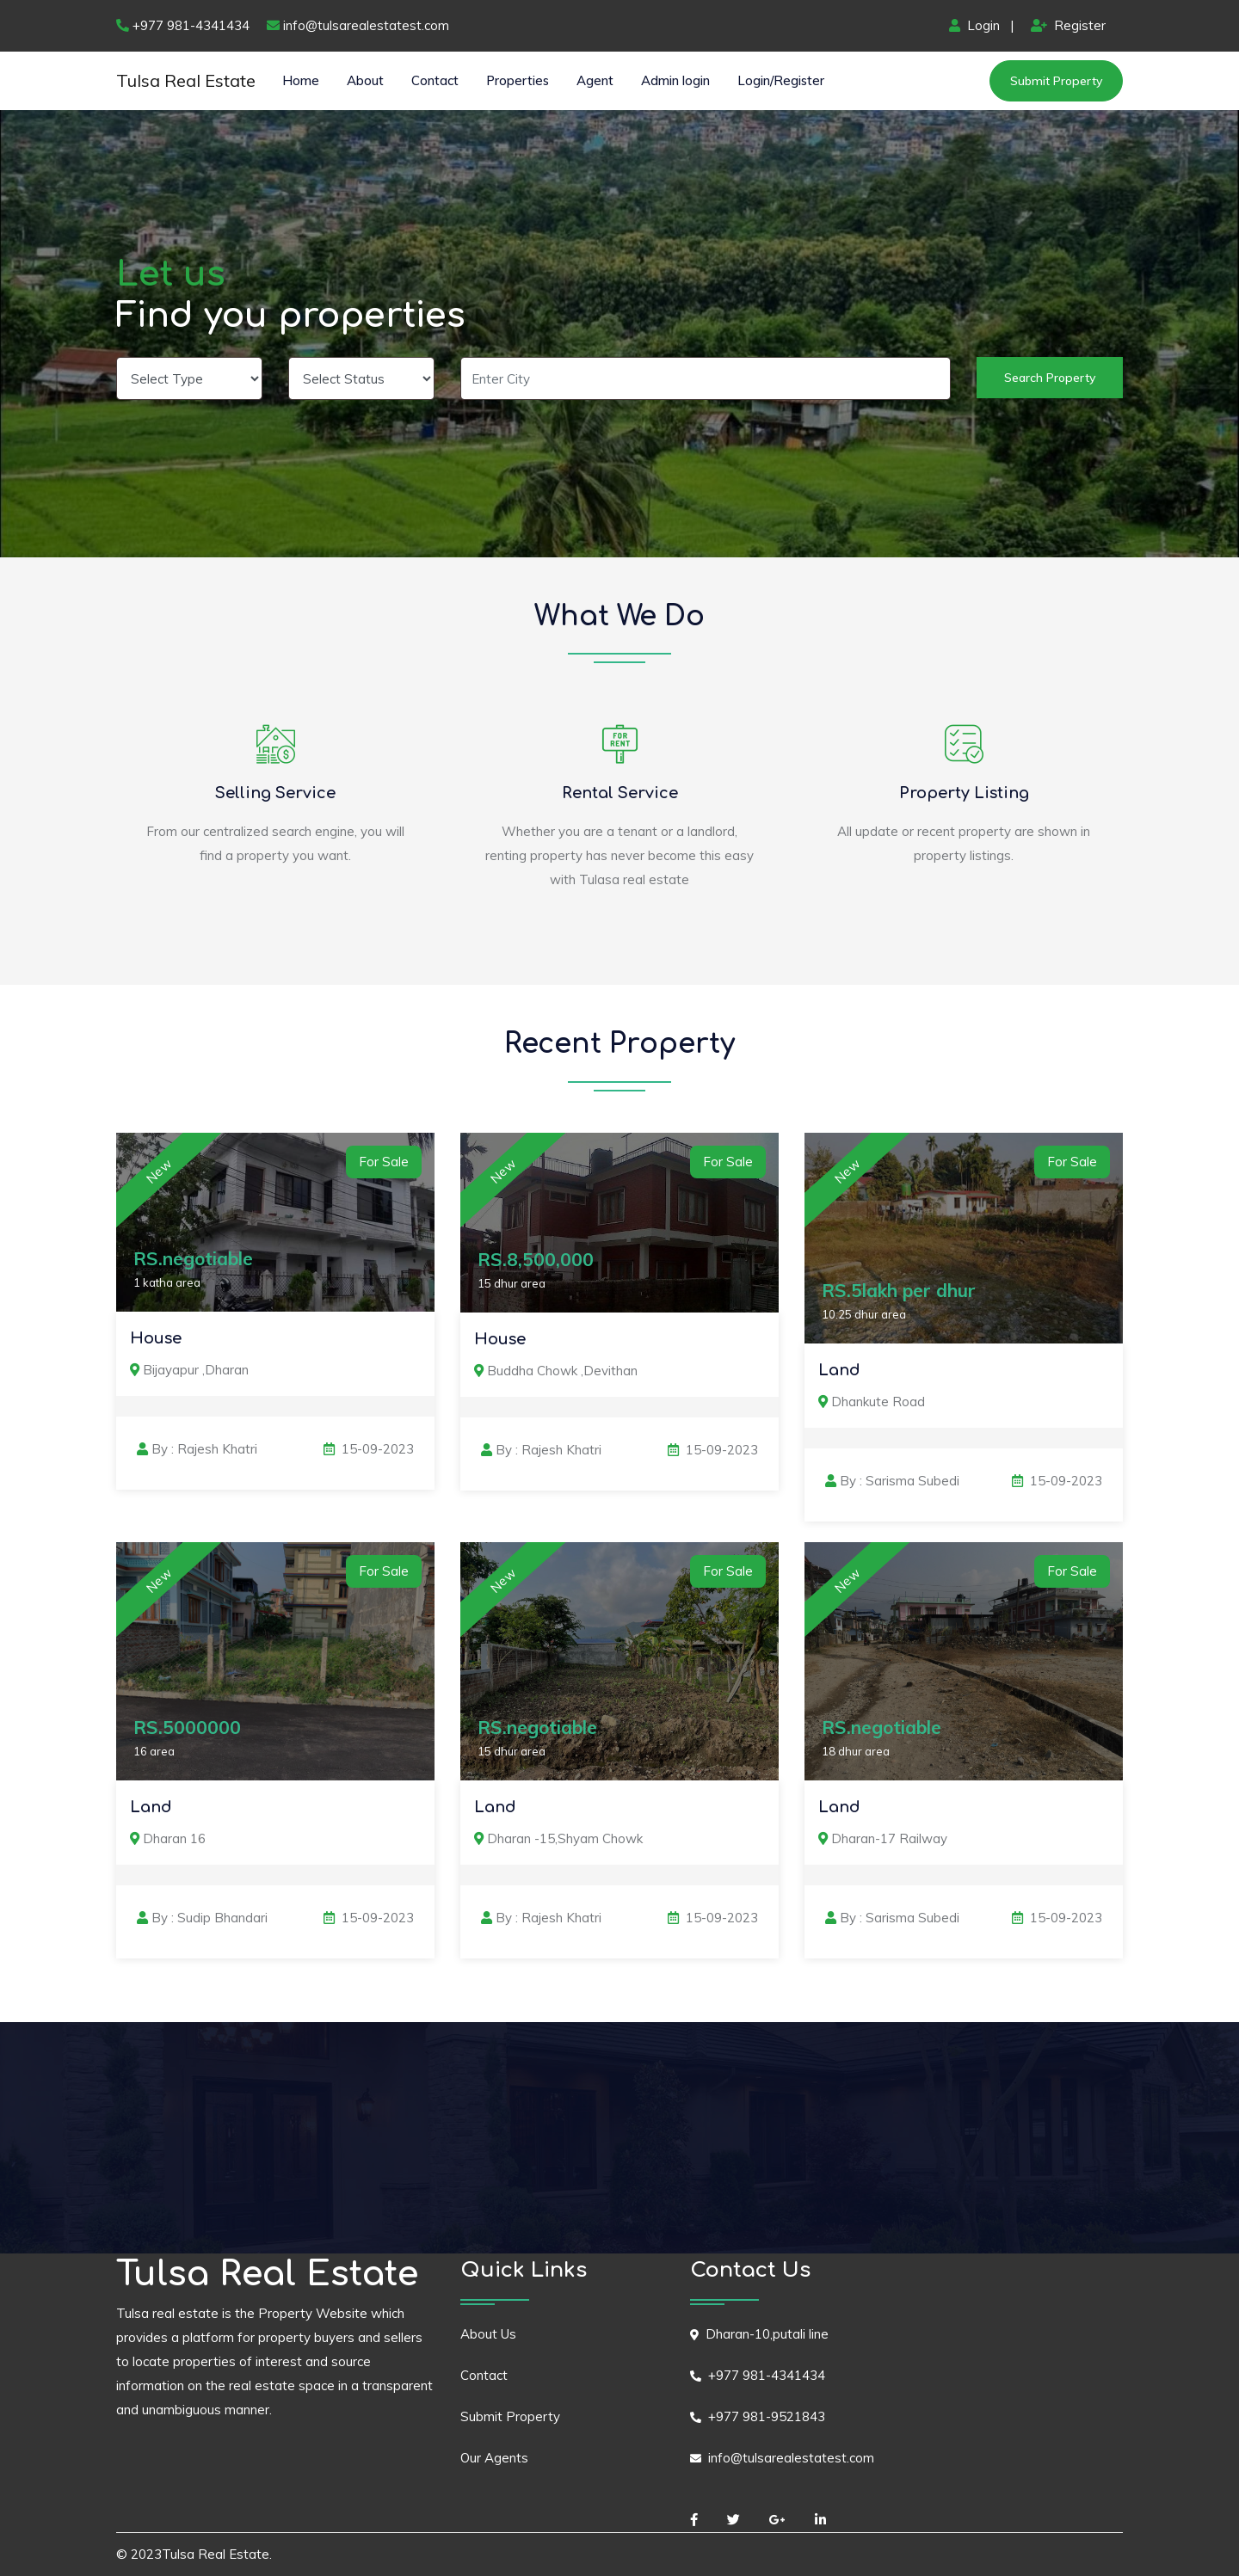 +977 981-4341434 info@tulsarealestatest.com Login | Register
Tulsa Real Estate Home About Contact Properties Agent Admin login Login/Register Submit Property
Let us
Find you properties
Select Type Select Status Enter City Search Property
What We Do
FOR
RENT
Selling Service
From our centralized search engine, you will
find a property you want.
Rental Service
Whether you are a tenant or a landlord,
renting property has never become this easy
with Tulasa real estate
Property Listing
All update or recent property are shown in
property listings.
Recent Property
New
For Sale
RS.negotiable
1 katha area
House
Bijayapur ,Dharan
By : Rajesh Khatri 15-09-2023
New
For Sale
RS.8,500,000
15 dhur area
House
Buddha Chowk ,Devithan
By : Rajesh Khatri 15-09-2023
New
For Sale
RS.5lakh per dhur
10.25 dhur area
Land
Dhankute Road
By : Sarisma Subedi 15-09-2023
New
For Sale
RS.5000000
16 area
Land
Dharan 16
By : Sudip Bhandari 15-09-2023
New
For Sale
RS.negotiable
15 dhur area
Land
Dharan -15,Shyam Chowk
By : Rajesh Khatri 15-09-2023
New
For Sale
RS.negotiable
18 dhur area
Land
Dharan-17 Railway
By : Sarisma Subedi 15-09-2023
Tulsa Real Estate
Tulsa real estate is the Property Website which
provides a platform for property buyers and sellers
to locate properties of interest and source
information on the real estate space in a transparent
and unambiguous manner.
Quick Links
About Us
Contact
Submit Property
Our Agents
Contact Us
Dharan-10,putali line
+977 981-4341434
+977 981-9521843
info@tulsarealestatest.com
© 2023Tulsa Real Estate.